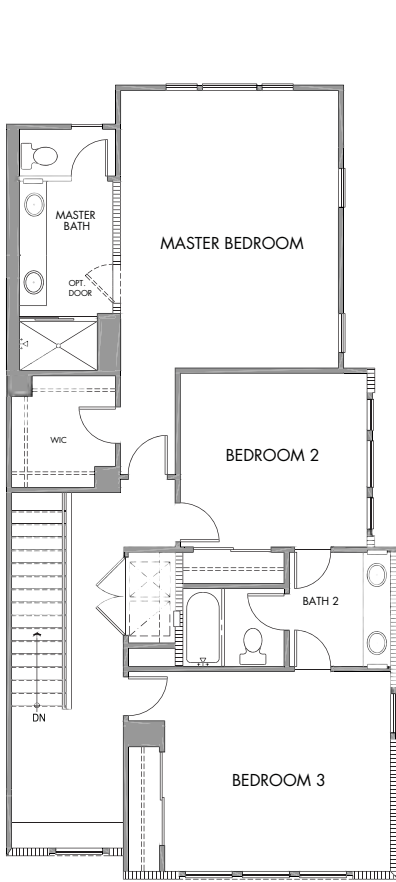 MASTER
BATH
MASTER BEDROOM
OPT.
DOOR
WIC
BEDROOM 2
BATH 2
DN
BEDROOM 3